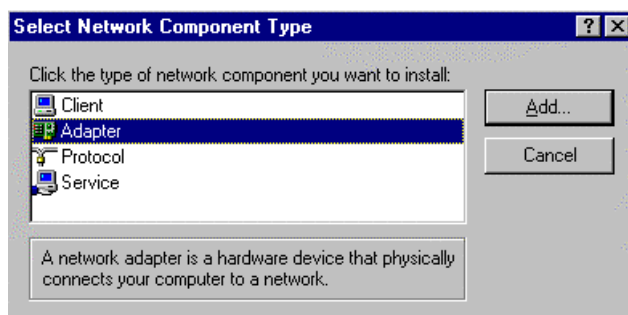 Select Network Component Type
Click the type of network component you want to install:
Client
Adapter
Protocol
Service
Add...
Cancel
A network adapter is a hardware device that physically
connects your computer to a network.